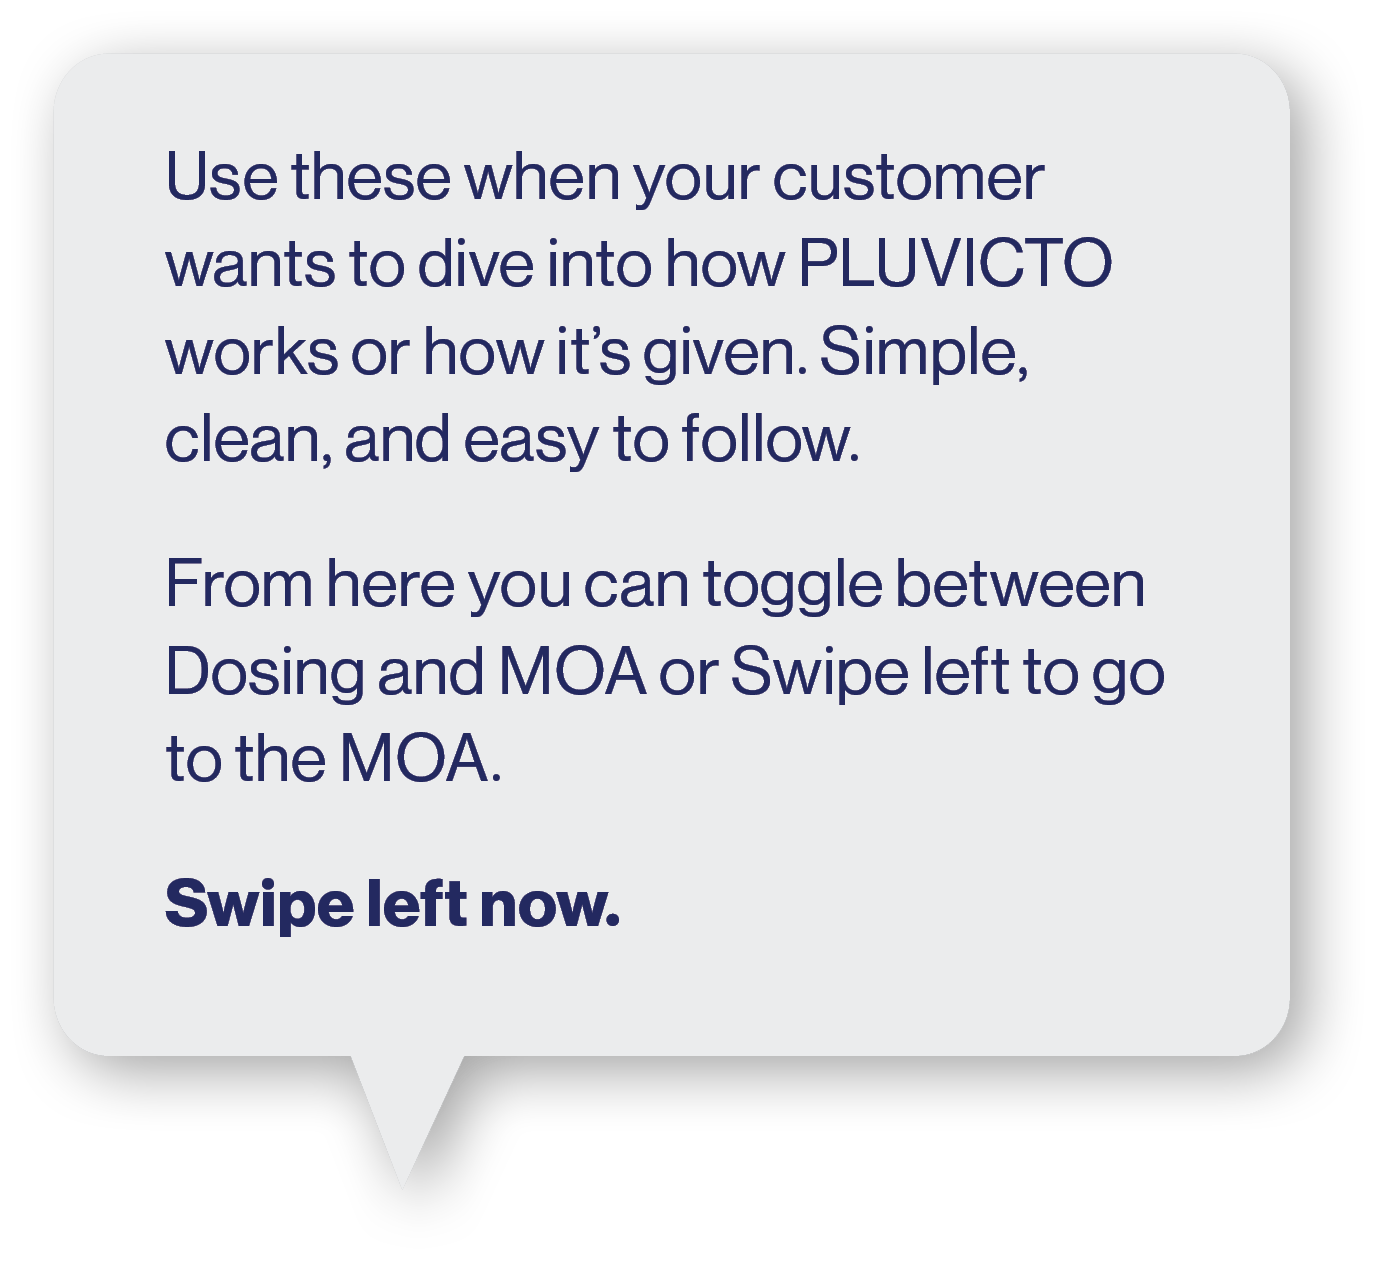 Use these when your customer
wants to dive into how PLUVICTO
works or how it’s given. Simple,
clean, and easy to follow.
From here you can toggle between
Dosing and MOA or Swipe left to go
to the MOA.
Swipe left now.